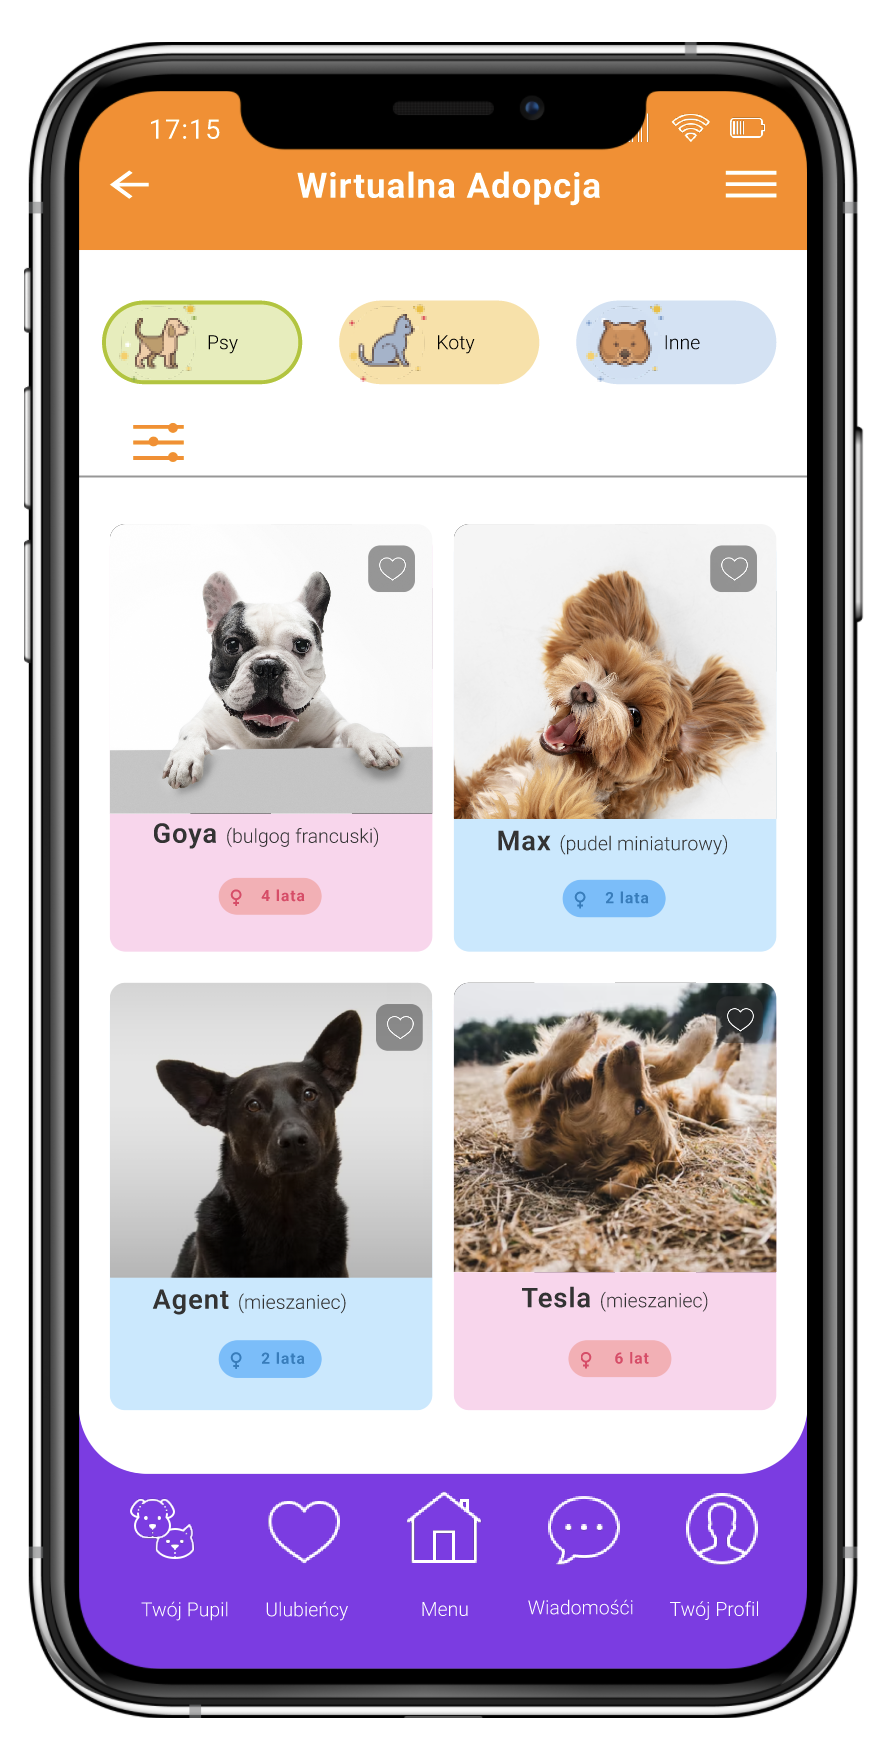 17:15
Wirtualna Adopcja
Psy
Koty
Inne
Goya (bulgog francuski)
Max (pudel miniaturowy)
♀ 4 lata
♀ 2 lata
Agent (mieszaniec)
Tesla (mieszaniec)
♀ 2 lata
♀ 6 lat
Twój Pupil
Ulubieńcy
Menu
Wiadomośći
Twój Profil